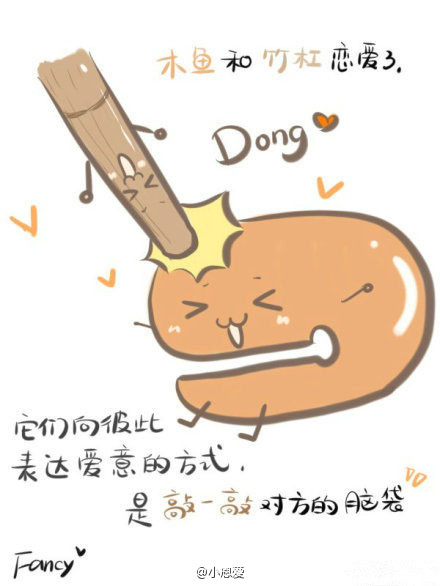 木鱼和竹杠恋爱了,
Dong
它们向彼此
表达爱意的方式,
是敲一敲对方的脑袋
Fancy
@小恩爱